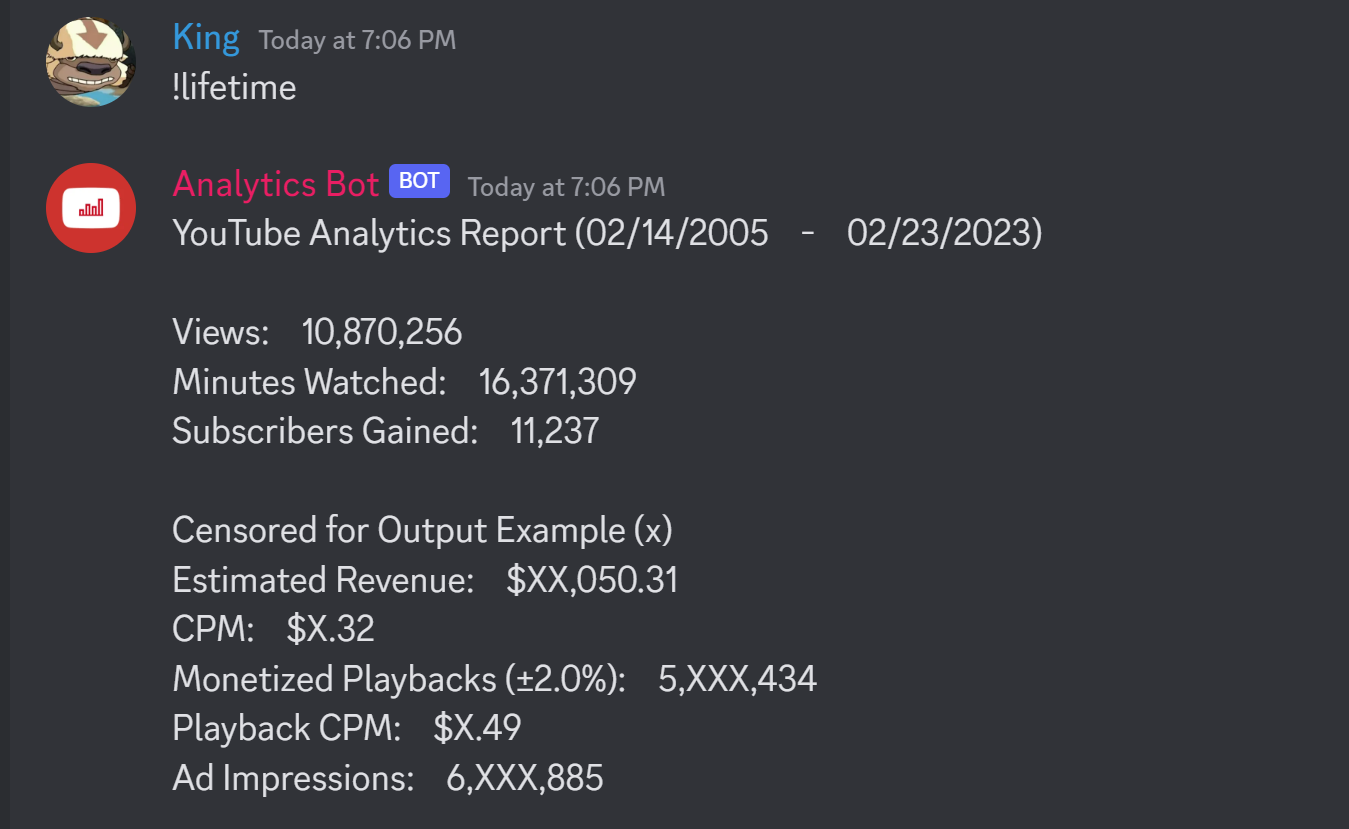 King Today at 7:06 PM
!lifetime
Analytics Bot BOT Today at 7:06 PM
YouTube Analytics Report (02/14/2005 - 02/23/2023)
Views: 10,870,256
Minutes Watched: 16,371,309
Subscribers Gained: 11,237
Censored for Output Example (x)
Estimated Revenue: $XX,050.31
CPM: $X.32
Monetized Playbacks (±2.0%): 5,XXX,434
Playback CPM: $X.49
Ad Impressions: 6,XXX,885